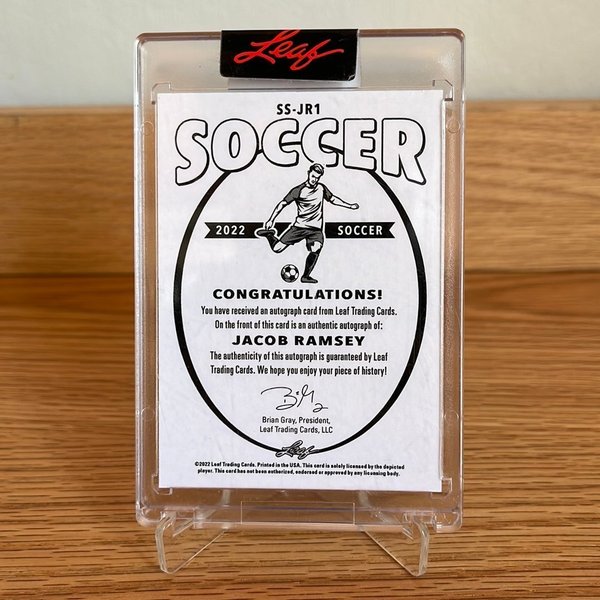 Leaf
SS-JR1
SOCCER
2022 SOCCER
CONGRATULATIONS!
You have received an autograph card from Leaf Trading Cards.
On the front of this card is an authentic autograph of:
JACOB RAMSEY
The authenticity of this autograph is guaranteed by Leaf
Trading Cards. We hope you enjoy your piece of history!
Brian Gray, President,
Leaf Trading Cards, LLC
Leaf
©2022 Leaf Trading Cards. Printed in the USA. This card is solely licensed by the depicted
player. This card has not been authorized, endorsed or approved by any licensing body.